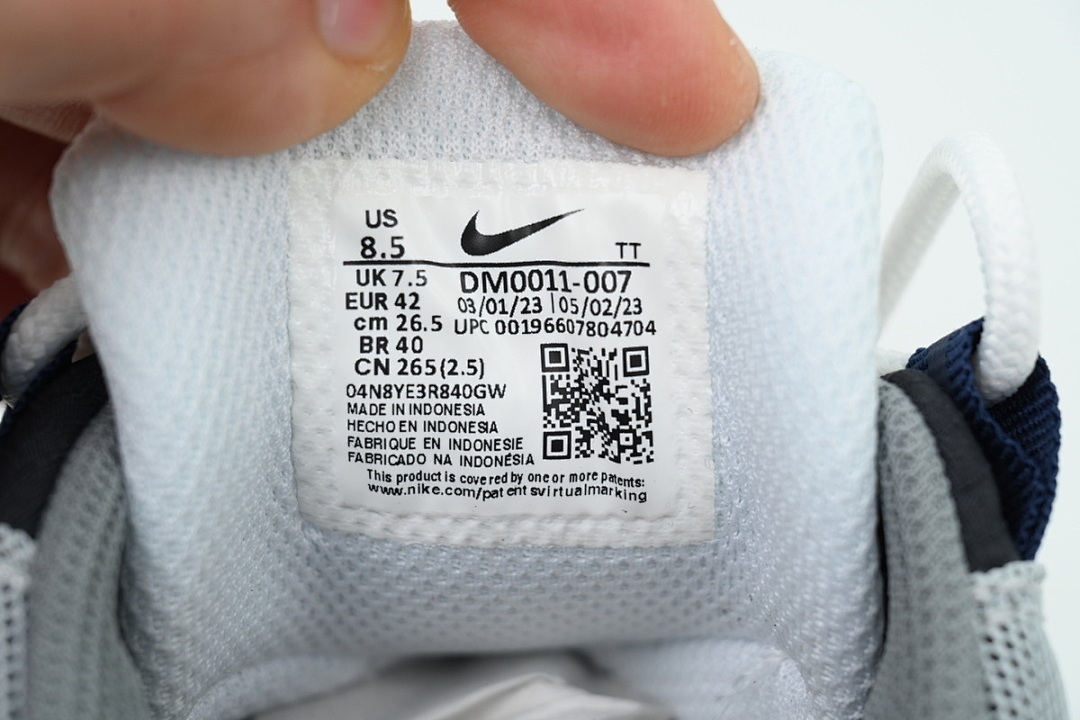 US
8.5
TT
UK 7.5
EUR 42
cm 26.5
BR 40
CN 265(2.5)
DM0011-007
03/01/23 | 05/02/23
UPC 00196607804704
04N8YE3R840GW
MADE IN INDONESIA
HECHO EN INDONESIA
FABRIQUE EN INDONESIE
FABRICADO NA INDONÉSIA
This product is covered by one or more patents:
www.nike.com/patentsvirtualmarking